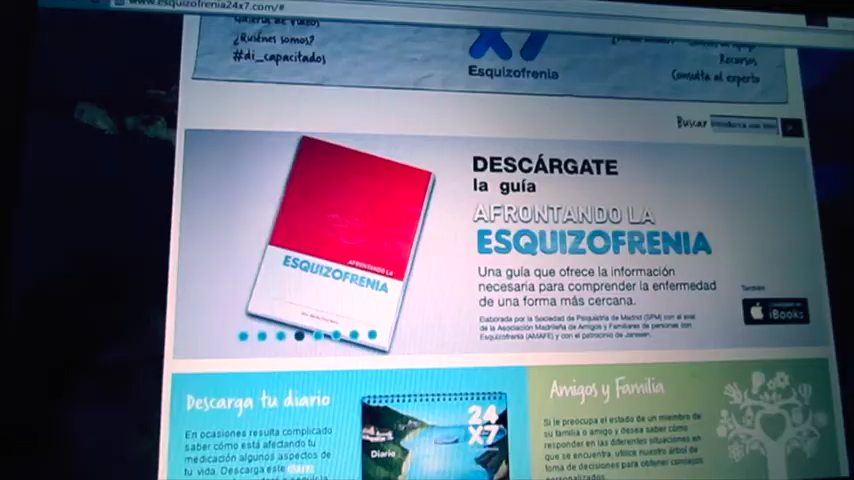 www.esquizofrenia24x7.com/#
Galería de vídeos
¿Quiénes somos?
#di_capacitados
X7
Esquizofrenia
Recursos
Consulta al experto
Buscar
DESCÁRGATE
la guía
AFRONTANDO LA
ESQUIZOFRENIA
Una guía que ofrece la información
necesaria para comprender la enfermedad
de una forma más cercana.
Elaborada por la Sociedad de Psiquiatría de Madrid (SPM) con el aval
de la Asociación Madrileña de Amigos y Familiares de personas con
Esquizofrenia (AMAFE) y con el patrocinio de Janssen.
AFRONTANDO LA
ESQUIZOFRENIA
iBooks
Descarga tu diario
En ocasiones resulta complicado
saber cómo está afectando tu
medicación algunos aspectos de
tu vida. Descarga este diario
24
X7
Diario
Amigos y Familia
Si le preocupa el estado de un miembro de
su familia o amigo y desea saber cómo
responder en las diferentes situaciones en
que se encuentra, utilice nuestro árbol de
toma de decisiones para obtener consejos
personalizados.